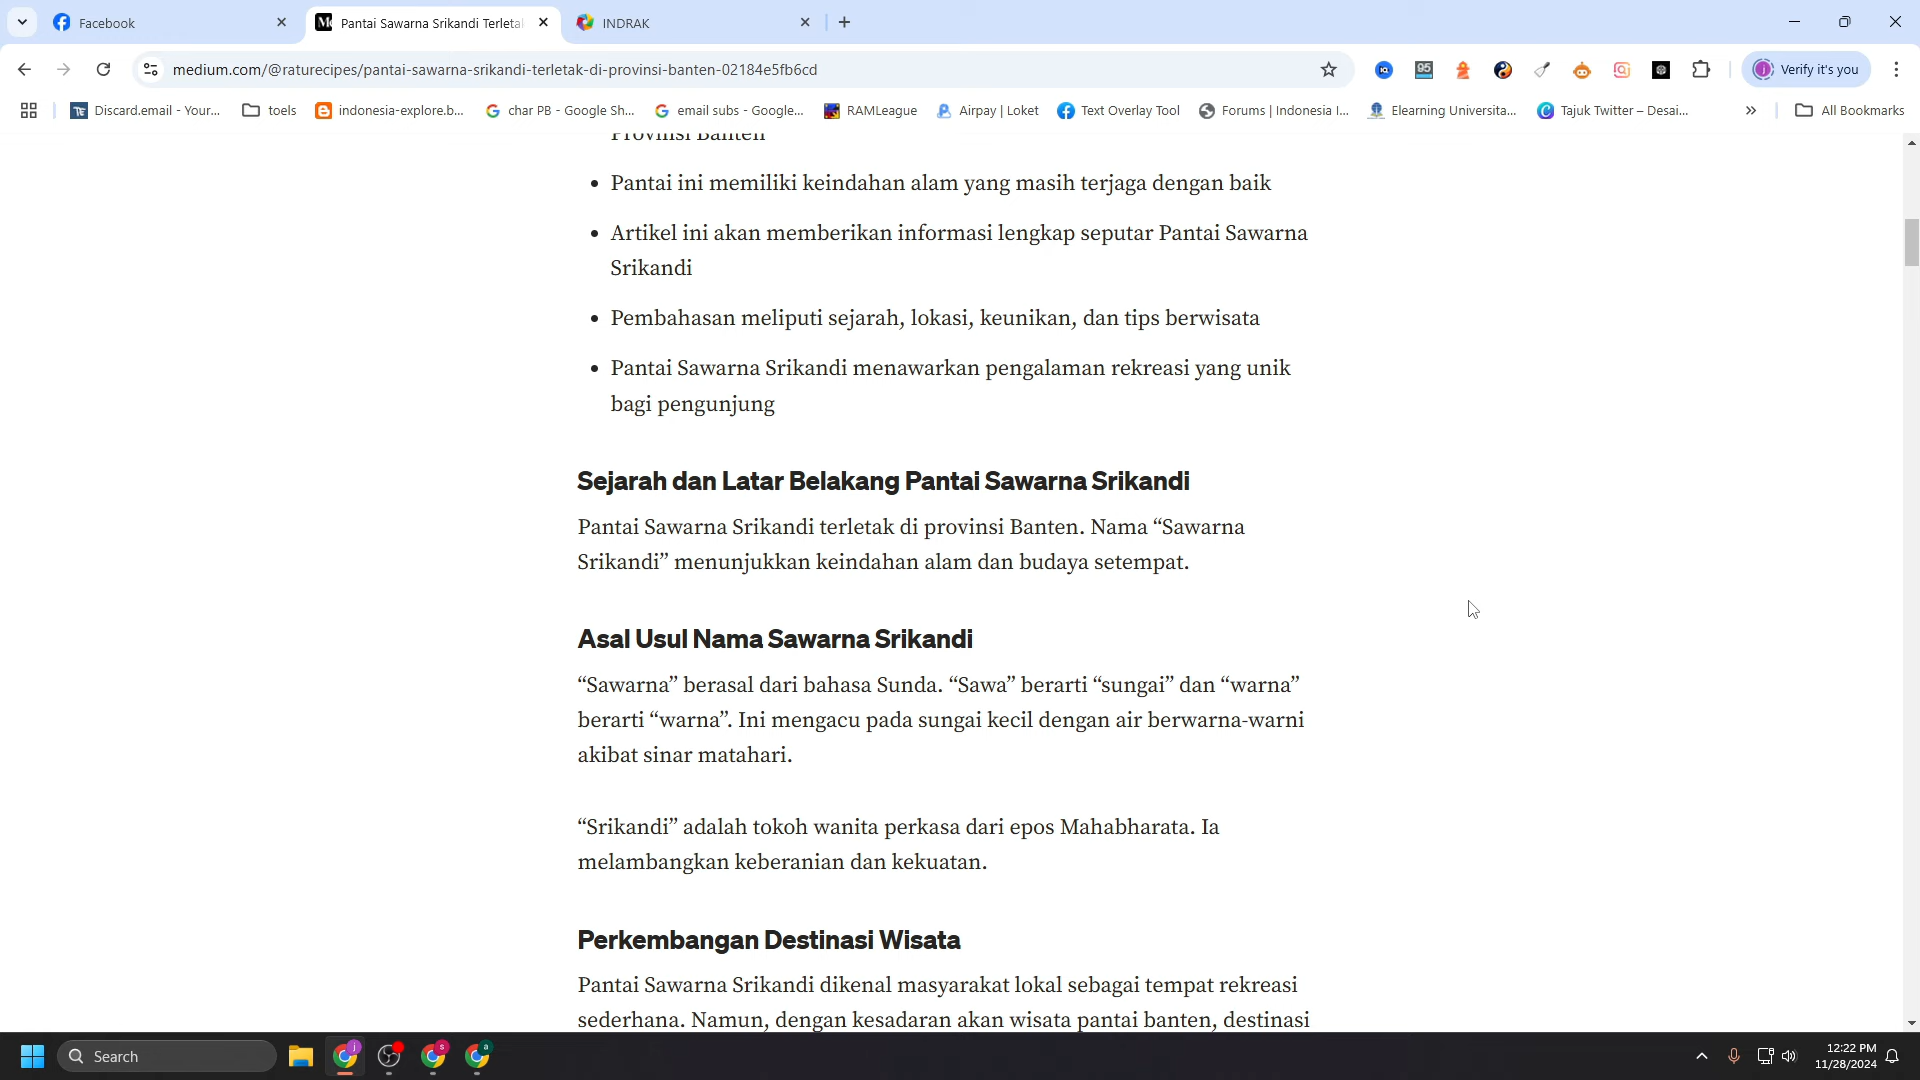 Facebook
Pantai Sawarna Srikandi Terleta
INDRAK
medium.com/@raturecipes/pantai-sawarna-srikandi-terletak-di-provinsi-banten-02184e5fb6cd
95
Verify it's you
Discard.email - Your...
toels
indonesia-explore.b...
char PB - Google Sh...
email subs - Google...
RAMLeague
Airpay | Loket
Text Overlay Tool
Forums | Indonesia I...
Elearning Universita...
Tajuk Twitter – Desai...
»
All Bookmarks
Provinsi Banten
• Pantai ini memiliki keindahan alam yang masih terjaga dengan baik
• Artikel ini akan memberikan informasi lengkap seputar Pantai Sawarna
Srikandi
• Pembahasan meliputi sejarah, lokasi, keunikan, dan tips berwisata
• Pantai Sawarna Srikandi menawarkan pengalaman rekreasi yang unik
bagi pengunjung
Sejarah dan Latar Belakang Pantai Sawarna Srikandi
Pantai Sawarna Srikandi terletak di provinsi Banten. Nama “Sawarna
Srikandi” menunjukkan keindahan alam dan budaya setempat.
Asal Usul Nama Sawarna Srikandi
“Sawarna” berasal dari bahasa Sunda. “Sawa” berarti “sungai” dan “warna”
berarti “warna”. Ini mengacu pada sungai kecil dengan air berwarna-warni
akibat sinar matahari.
“Srikandi” adalah tokoh wanita perkasa dari epos Mahabharata. Ia
melambangkan keberanian dan kekuatan.
Perkembangan Destinasi Wisata
Pantai Sawarna Srikandi dikenal masyarakat lokal sebagai tempat rekreasi
sederhana. Namun, dengan kesadaran akan wisata pantai banten, destinasi
Search
12:22 PM
11/28/2024